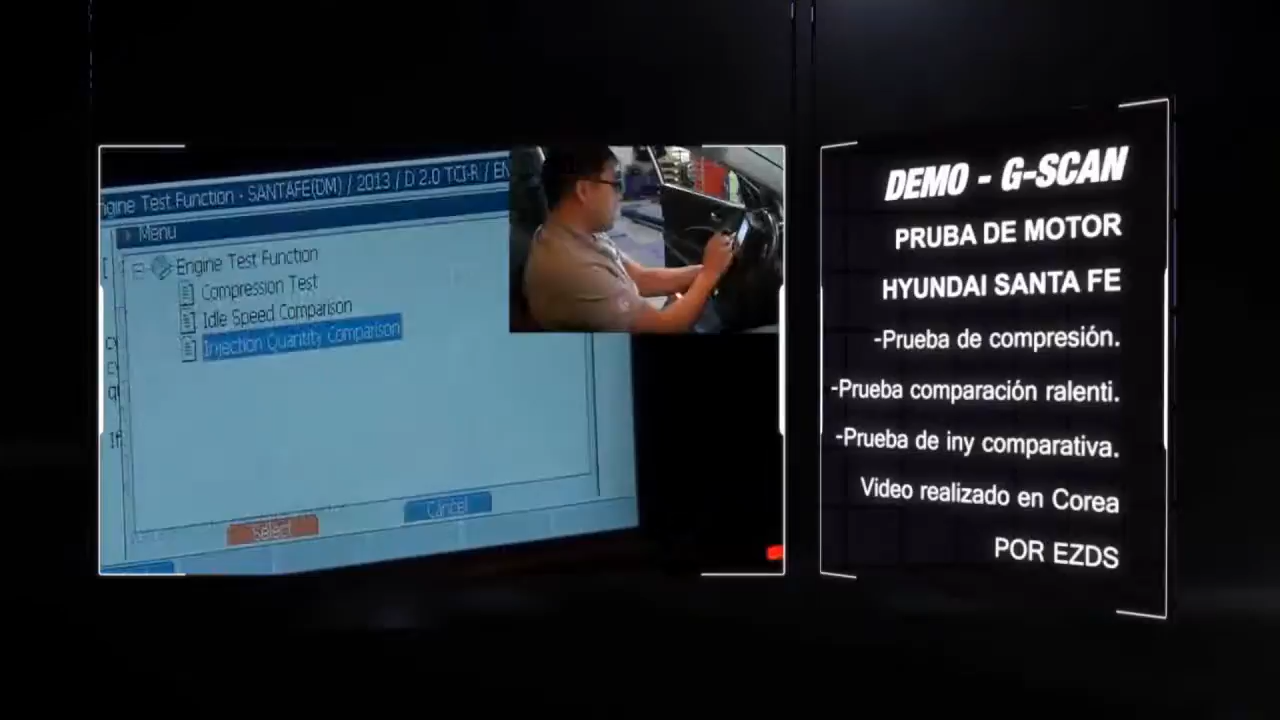 ngine Test Function - SANTAFE(DM) / 2013 / D 2.0 TCI-R / EN
Menu
Engine Test Function
Compression Test
Idle Speed Comparison
Injection Quantity Comparison
Select
Cancel
DEMO - G-SCAN
PRUBA DE MOTOR
HYUNDAI SANTA FE
-Prueba de compresión.
-Prueba comparación ralenti.
-Prueba de iny comparativa.
Video realizado en Corea
POR EZDS